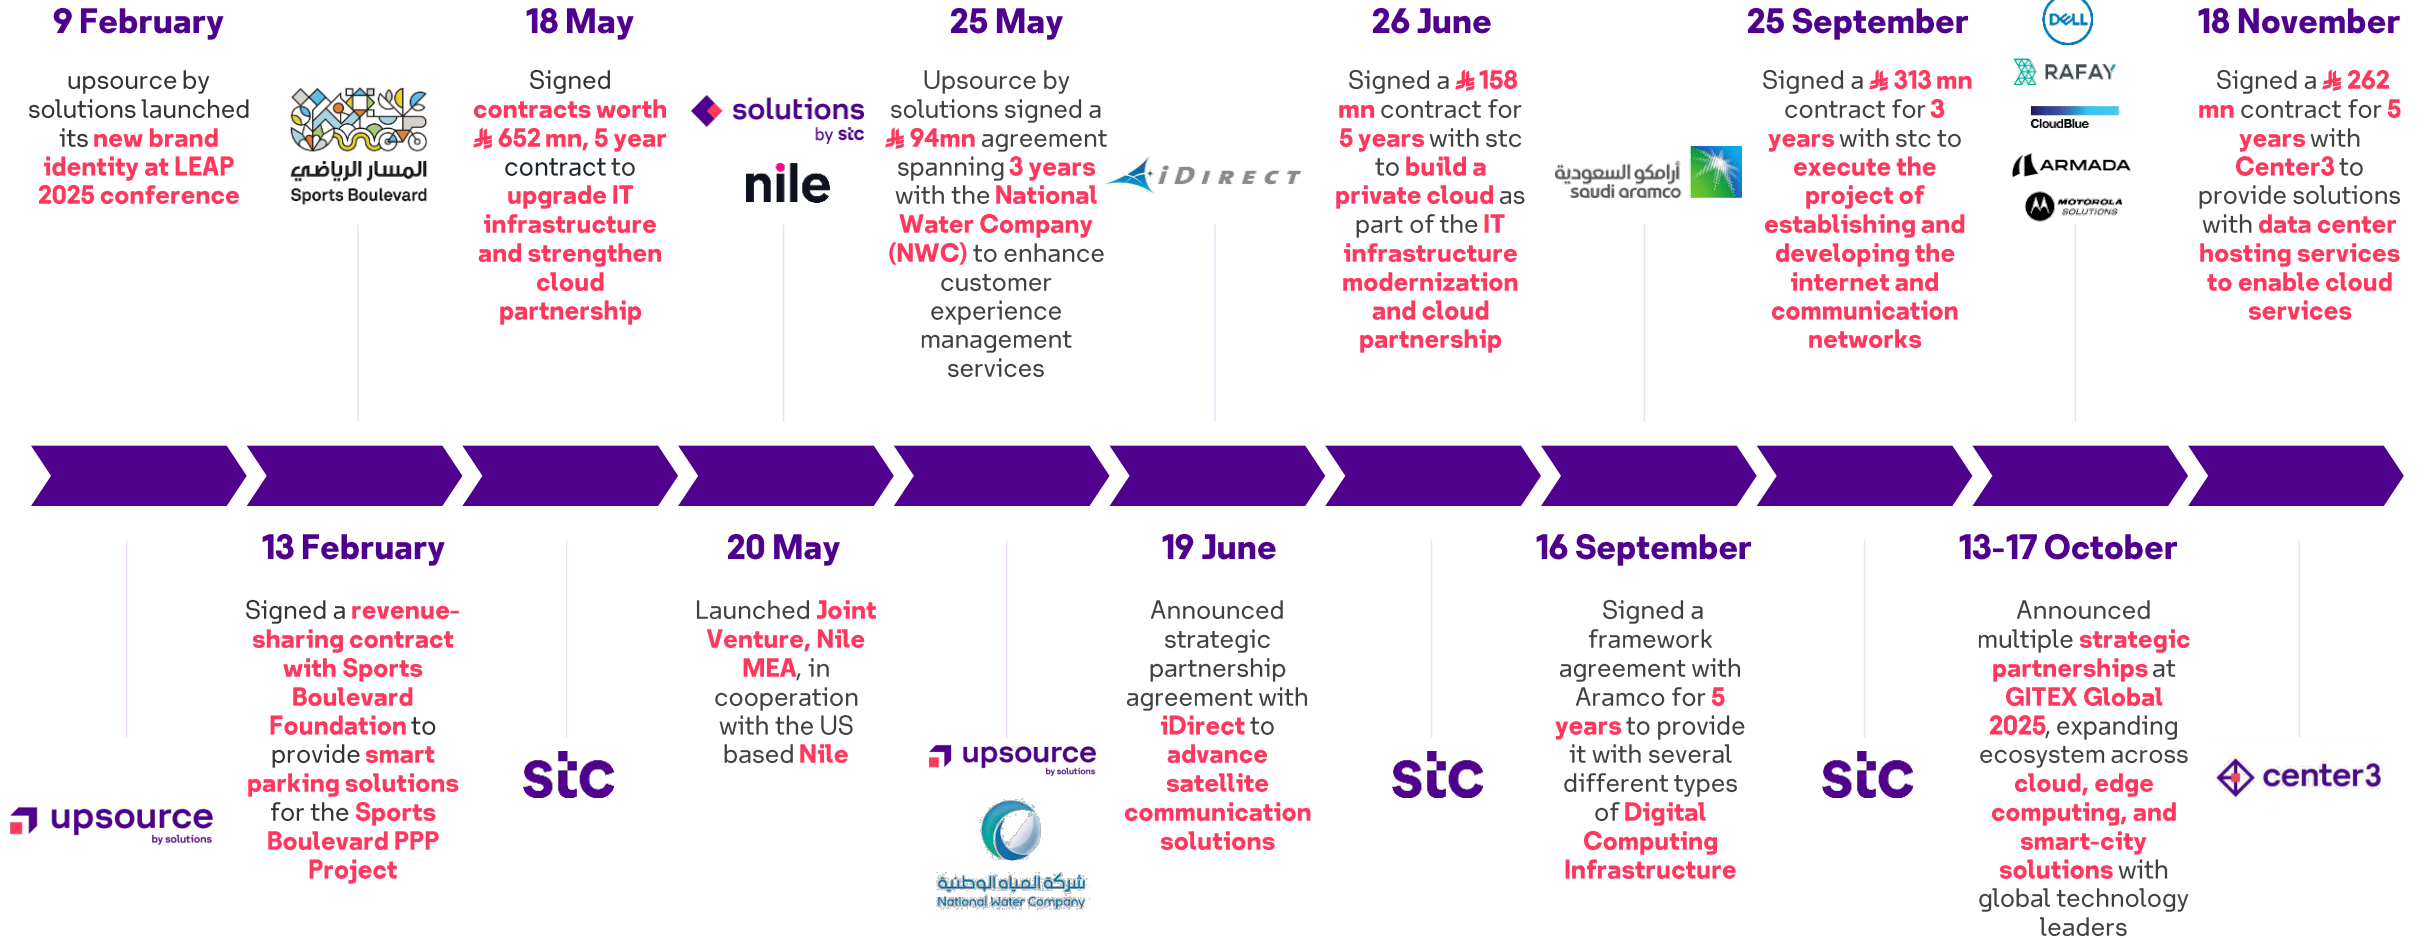 9 February
upsource by
solutions launched
its new brand
identity at LEAP
2025 conference
upsource
by solutions
المسار الرياضي
Sports Boulevard
13 February
Signed a revenue-
sharing contract
with Sports
Boulevard
Foundation to
provide smart
parking solutions
for the Sports
Boulevard PPP
Project
18 May
Signed
contracts worth
⃁ 652 mn, 5 year
contract to
upgrade IT
infrastructure
and strengthen
cloud
partnership
stc
solutions
by stc
nile
20 May
Launched Joint
Venture, Nile
MEA, in
cooperation
with the US
based Nile
25 May
Upsource by
solutions signed a
⃁ 94mn agreement
spanning 3 years
with the National
Water Company
(NWC) to enhance
customer
experience
management
services
upsource
by solutions
شركة المياه الوطنية
National Water Company
iDIRECT
19 June
Announced
strategic
partnership
agreement with
iDirect to
advance
satellite
communication
solutions
26 June
Signed a ⃁ 158
mn contract for
5 years with stc
to build a
private cloud as
part of the IT
infrastructure
modernization
and cloud
partnership
stc
أرامكو السعودية
saudi aramco
16 September
Signed a
framework
agreement with
Aramco for 5
years to provide
it with several
different types
of Digital
Computing
Infrastructure
25 September
Signed a ⃁ 313 mn
contract for 3
years with stc to
execute the
project of
establishing and
developing the
internet and
communication
networks
stc
DELL
RAFAY
CloudBlue
ARMADA
MOTOROLA
SOLUTIONS
13-17 October
Announced
multiple strategic
partnerships at
GITEX Global
2025, expanding
ecosystem across
cloud, edge
computing, and
smart-city
solutions with
global technology
leaders
18 November
Signed a ⃁ 262
mn contract for 5
years with
Center3 to
provide solutions
with data center
hosting services
to enable cloud
services
center3